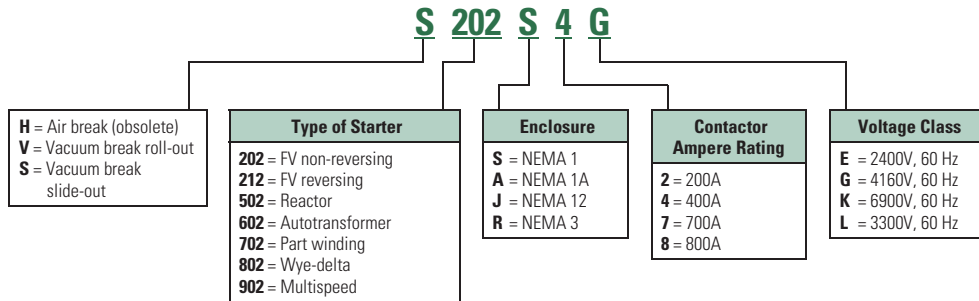 S 202 S 4 G
H = Air break (obsolete)
V = Vacuum break roll-out
S = Vacuum break
slide-out
Type of Starter
202 = FV non-reversing
212 = FV reversing
502 = Reactor
602 = Autotransformer
702 = Part winding
802 = Wye-delta
902 = Multispeed
Enclosure
S = NEMA 1
A = NEMA 1A
J = NEMA 12
R = NEMA 3
Contactor
Ampere Rating
2 = 200A
4 = 400A
7 = 700A
8 = 800A
Voltage Class
E = 2400V, 60 Hz
G = 4160V, 60 Hz
K = 6900V, 60 Hz
L = 3300V, 60 Hz